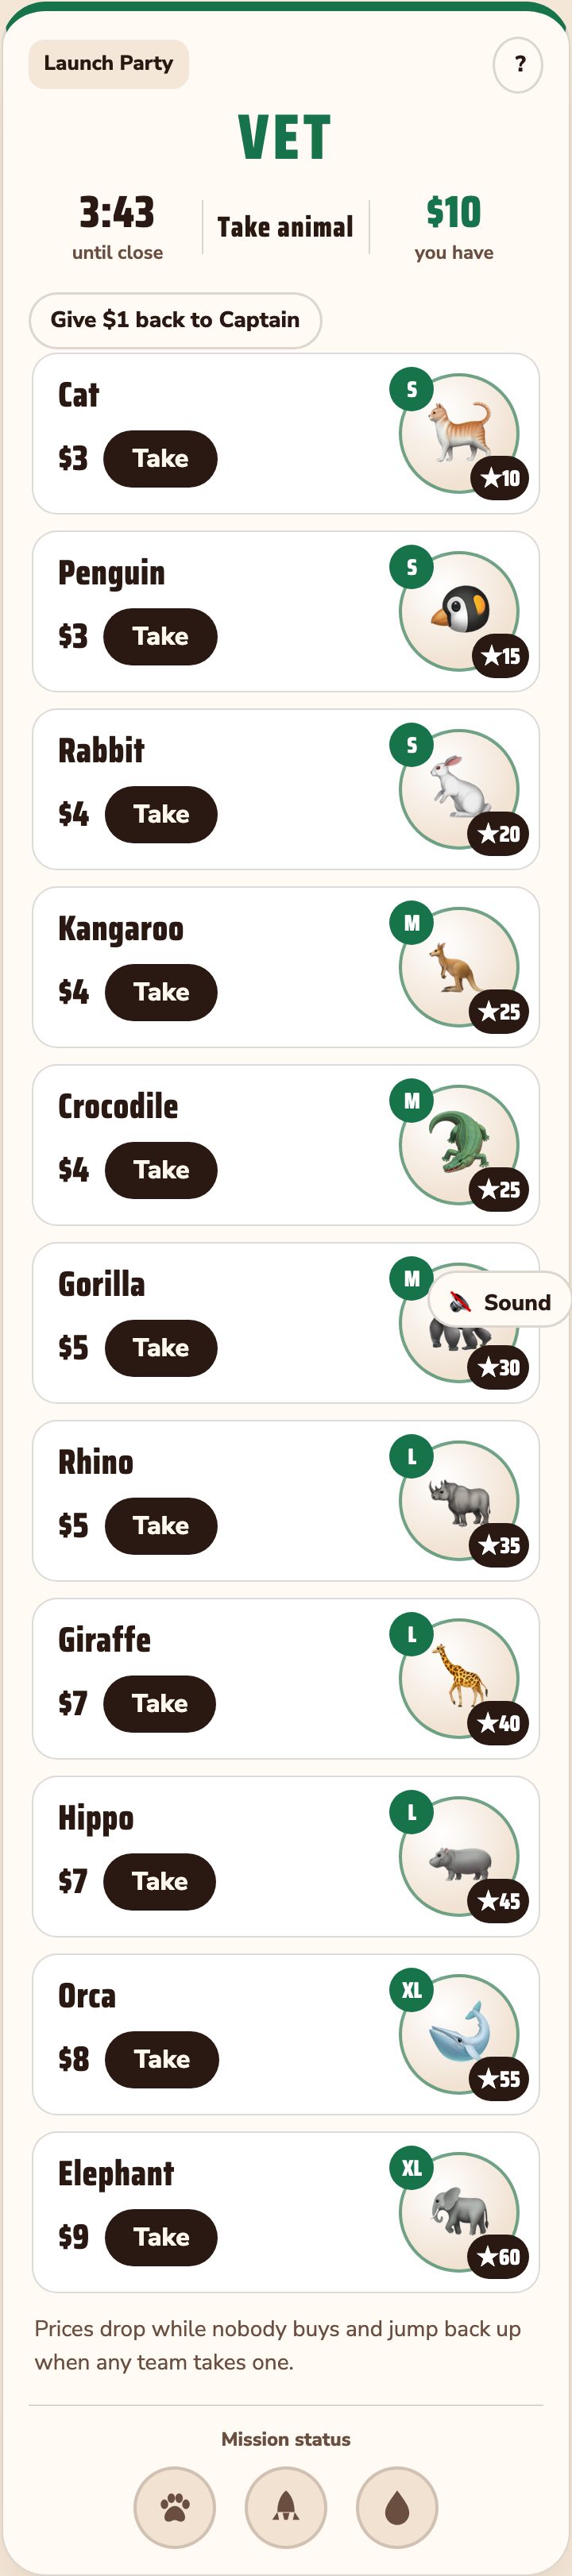 Launch Party
?
VET
3:43
until close
Take animal
$10
you have
Give $1 back to Captain
Cat
$3 Take
S
★10
Penguin
$3 Take
S
★15
Rabbit
$4 Take
S
★20
Kangaroo
$4 Take
M
★25
Crocodile
$4 Take
M
★25
Gorilla
$5 Take
M
Sound
★30
Rhino
$5 Take
L
★35
Giraffe
$7 Take
L
★40
Hippo
$7 Take
L
★45
Orca
$8 Take
XL
★55
Elephant
$9 Take
XL
★60
Prices drop while nobody buys and jump back up
when any team takes one.
Mission status